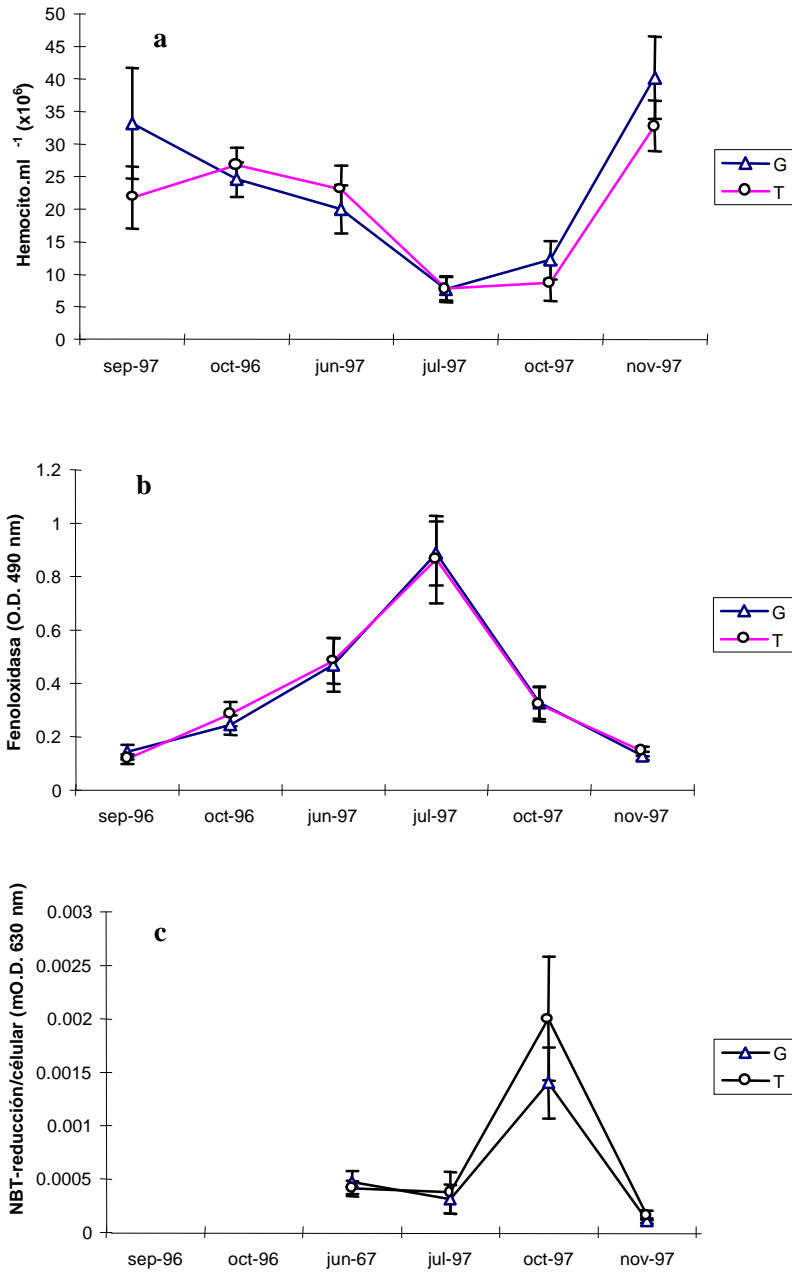 a
Hemocito.ml ⁻¹ (x10⁶)
50
45
40
35
30
25
20
15
10
5
0
sep-97 oct-96 jun-97 jul-97 oct-97 nov-97
G
T
b
Fenoloxidasa (O.D. 490 nm)
1.2
1
0.8
0.6
0.4
0.2
0
sep-96 oct-96 jun-97 jul-97 oct-97 nov-97
G
T
c
NBT-reducción/célular (mO.D. 630 nm)
0.003
0.0025
0.002
0.0015
0.001
0.0005
0
sep-96 oct-96 jun-67 jul-97 oct-97 nov-97
G
T